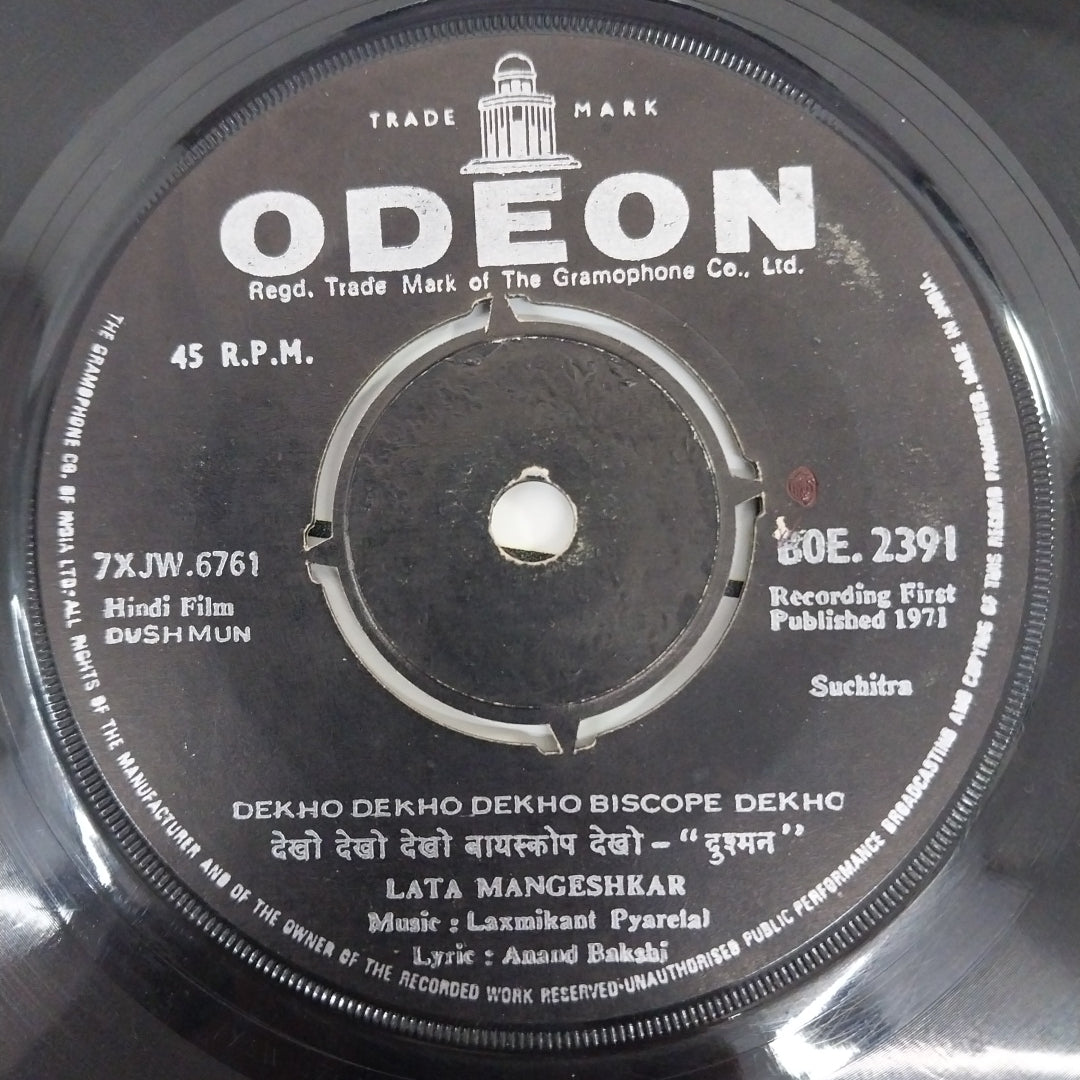 TRADE MARK
ODEON
Regd. Trade Mark of The Gramophone Co., Ltd.
45 R.P.M.
7XJW.6761
Hindi Film
DUSHMUN
BOE. 2391
Recording First
Published 1971
Suchitra
DEKHO DEKHO DEKHO BISCOPE DEKHO
देखो देखो देखो बायस्कोप देखो - "दुश्मन"
LATA MANGESHKAR
Music : Laxmikant Pyarelal
Lyric : Anand Bakshi
THE GRAMOPHONE CO. OF INDIA LTD; ALL RIGHTS OF THE MANUFACTURER AND OF THE OWNER OF THE RECORDED WORK RESERVED-UNAUTHORISED PUBLIC PERFORMANCE BROADCASTING AND COPYING OF THIS RECORD PROHIBITED. MADE IN INDIA.